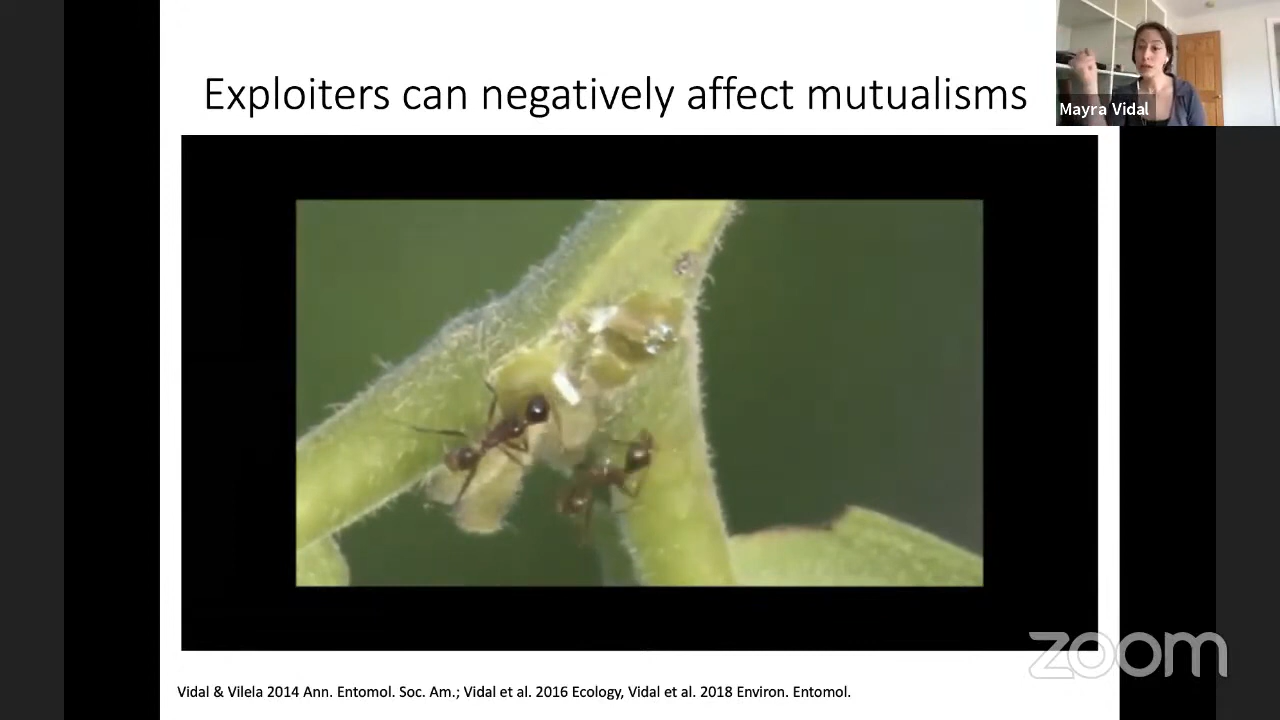 Exploiters can negatively affect mutualisms
Mayra Vidal
zoom
Vidal & Vilela 2014 Ann. Entomol. Soc. Am.; Vidal et al. 2016 Ecology, Vidal et al. 2018 Environ. Entomol.